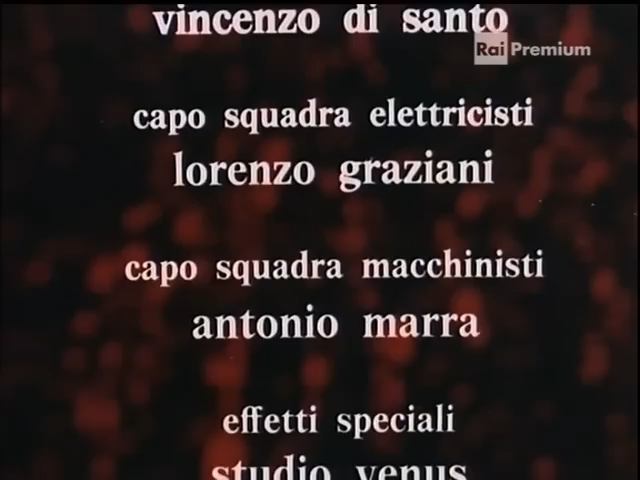 vincenzo di santo
Rai Premium
capo squadra elettricisti
lorenzo graziani
capo squadra macchinisti
antonio marra
effetti speciali
studio venus